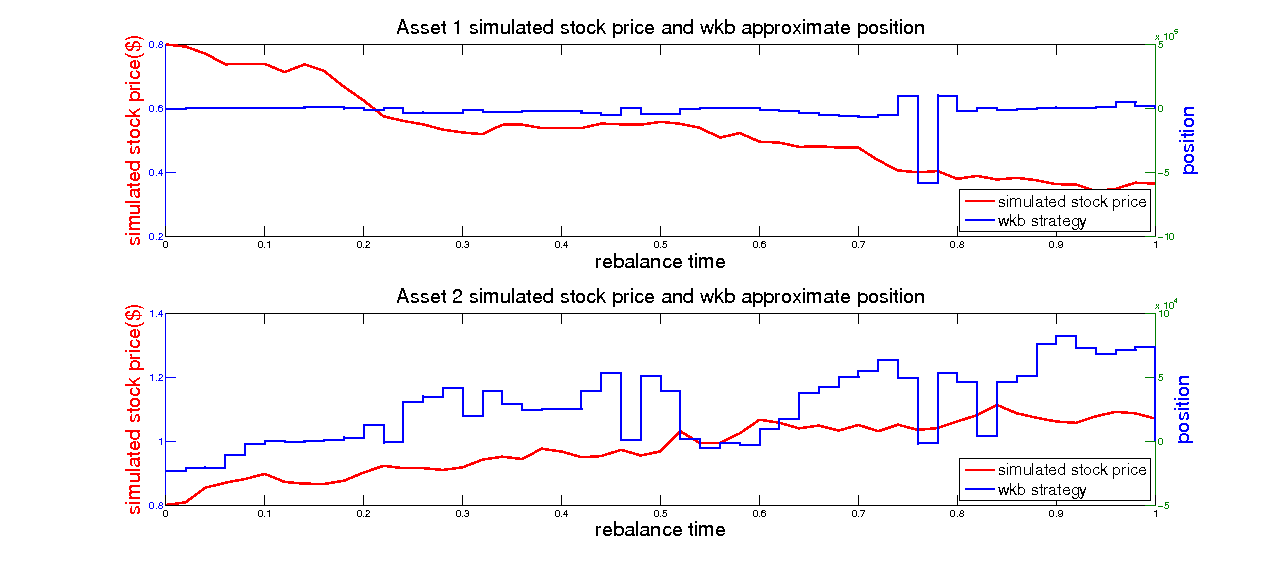 Asset 1 simulated stock price and wkb approximate position
x 10
0.8
0.6
0.4
0.2
simulated stock price($)
5
0
-5
-10
position
simulated stock price
wkb strategy
0 0.1 0.2 0.3 0.4 0.5 0.6 0.7 0.8 0.9 1
rebalance time
Asset 2 simulated stock price and wkb approximate position
x 10^4
1.4
1.2
1
0.8
simulated stock price($)
10
5
0
-5
position
simulated stock price
wkb strategy
0 0.1 0.2 0.3 0.4 0.5 0.6 0.7 0.8 0.9 1
rebalance time